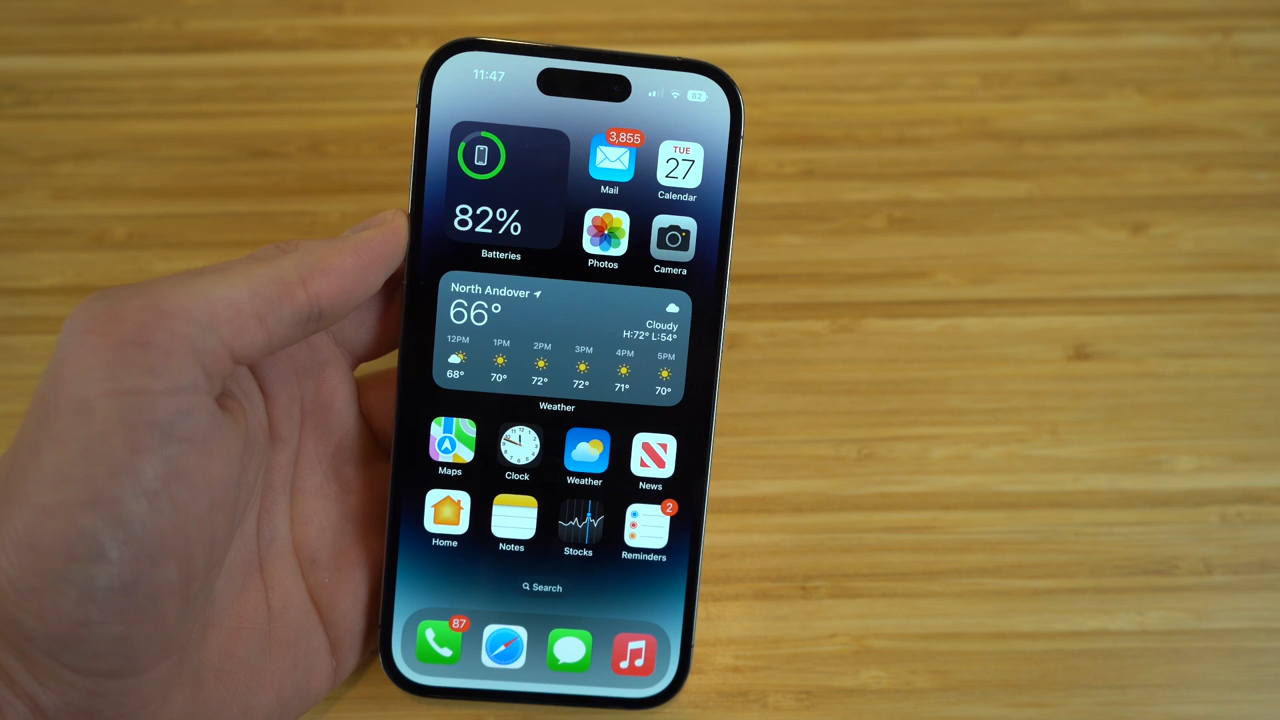 11:47
82
82%
Batteries
3,855
Mail
TUE
27
Calendar
Photos
Camera
North Andover
66°
Cloudy
H:72° L:54°
12PM 1PM 2PM 3PM 4PM 5PM
68° 70° 72° 72° 71° 70°
Weather
Maps
Clock
Weather
News
Home
Notes
Stocks
2
Reminders
Search
87